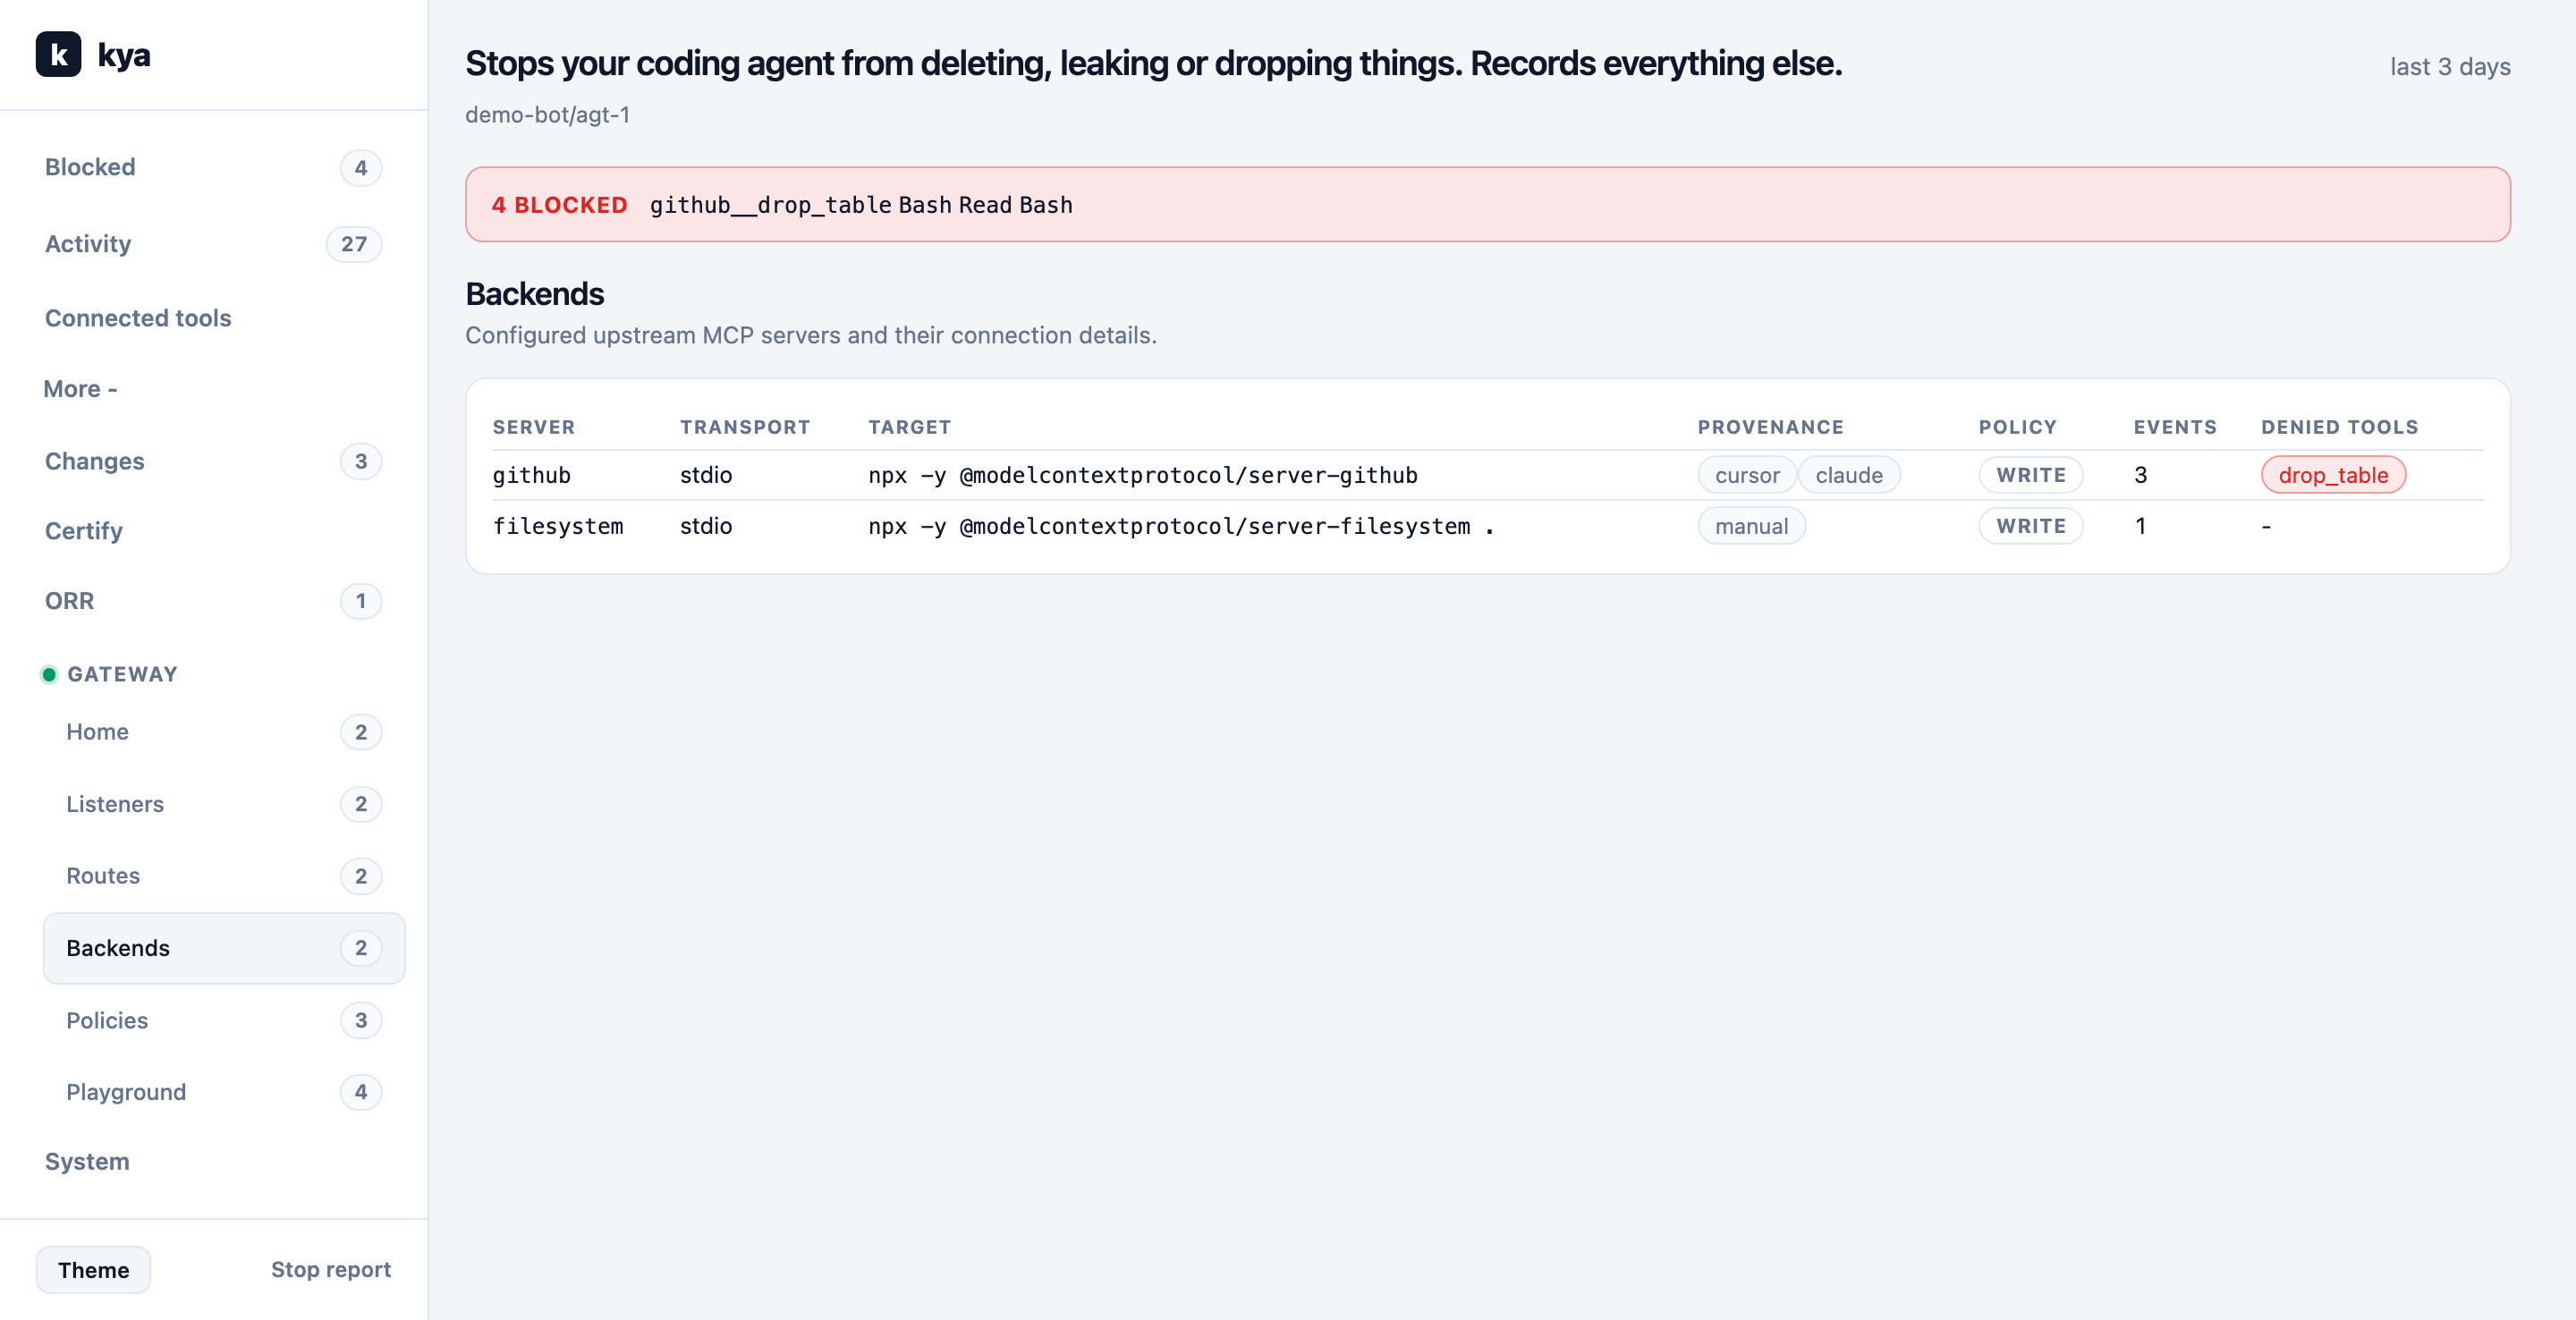 k kya
Blocked 4
Activity 27
Connected tools
More -
Changes 3
Certify
ORR 1
GATEWAY
Home 2
Listeners 2
Routes 2
Backends 2
Policies 3
Playground 4
System
Theme Stop report
Stops your coding agent from deleting, leaking or dropping things. Records everything else. last 3 days
demo-bot/agt-1
4 BLOCKED github__drop_table Bash Read Bash
Backends
Configured upstream MCP servers and their connection details.
SERVER TRANSPORT TARGET PROVENANCE POLICY EVENTS DENIED TOOLS
github stdio npx -y @modelcontextprotocol/server-github cursor claude WRITE 3 drop_table
filesystem stdio npx -y @modelcontextprotocol/server-filesystem . manual WRITE 1 -